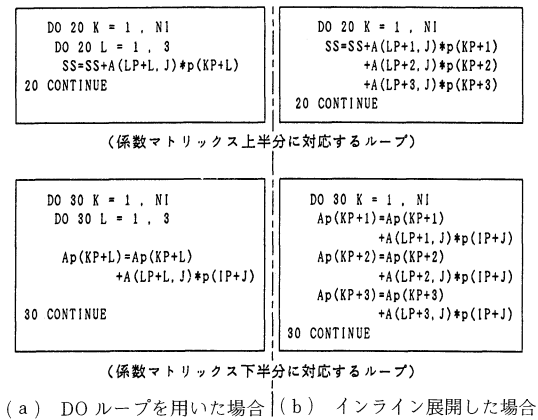 DO 20 K = 1 , NI
DO 20 L = 1 , 3
SS=SS+A(LP+L,J)*p(KP+L)
20 CONTINUE
DO 20 K = 1 , NI
SS=SS+A(LP+1,J)*p(KP+1)
+A(LP+2,J)*p(KP+2)
+A(LP+3,J)*p(KP+3)
20 CONTINUE
(係数マトリックス上半分に対応するループ)
DO 30 K = 1 , NI
DO 30 L = 1 , 3
Ap(KP+L)=Ap(KP+L)
+A(LP+L,J)*p(IP+J)
30 CONTINUE
DO 30 K = 1 , NI
Ap(KP+1)=Ap(KP+1)
+A(LP+1,J)*p(IP+J)
Ap(KP+2)=Ap(KP+2)
+A(LP+2,J)*p(IP+J)
Ap(KP+3)=Ap(KP+3)
+A(LP+3,J)*p(IP+J)
30 CONTINUE
(係数マトリックス下半分に対応するループ)
(a) DOループを用いた場合
(b) インライン展開した場合